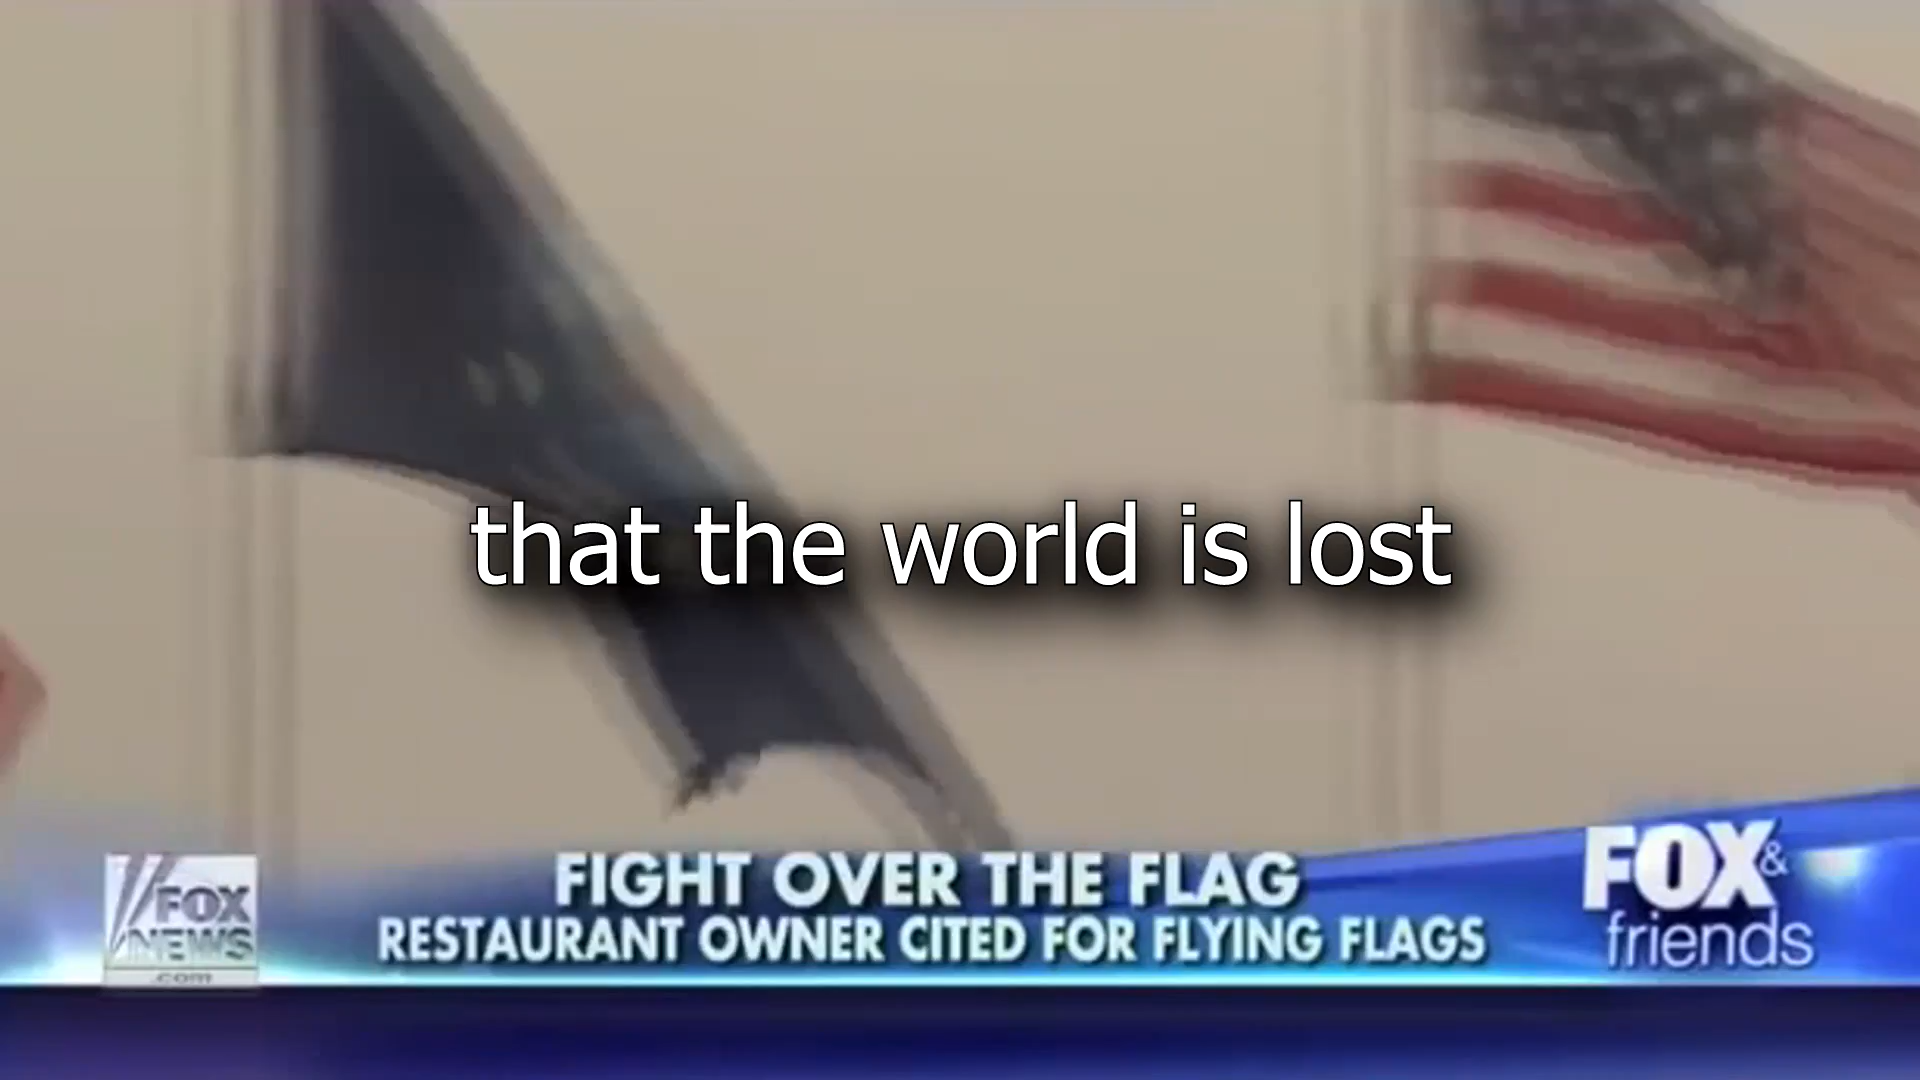 that the world is lost
FIGHT OVER THE FLAG
RESTAURANT OWNER CITED FOR FLYING FLAGS
FOX
NEWS
.com
FOX&
friends